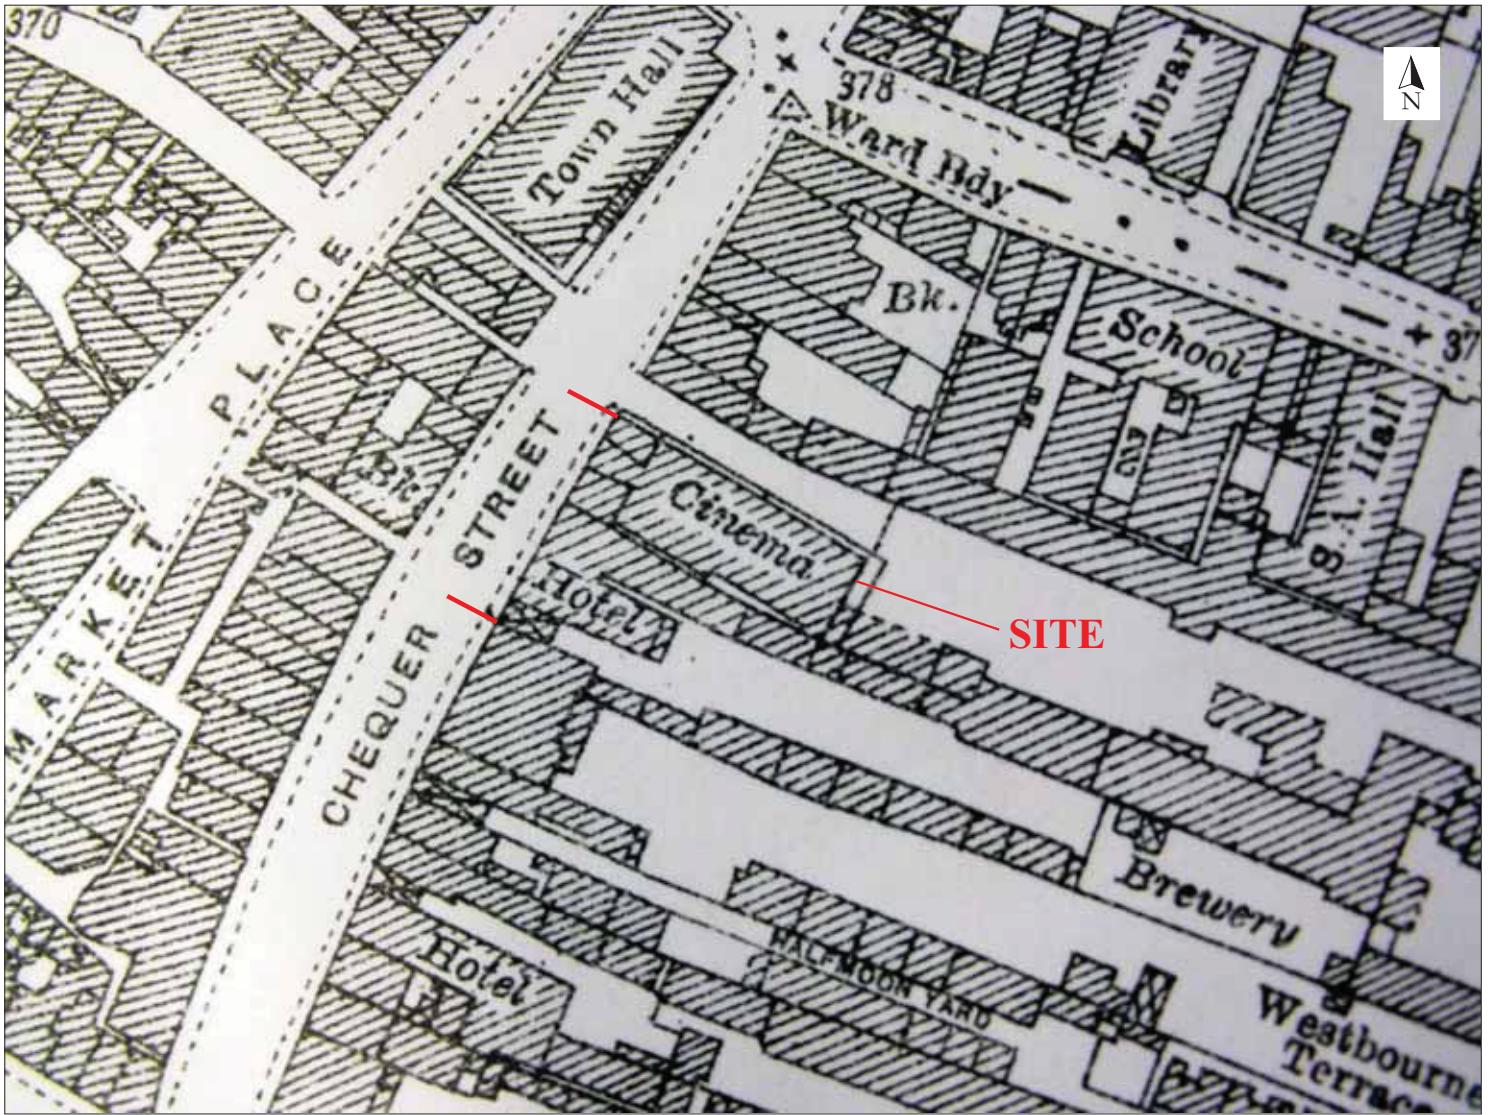 370
Town Hall
378
Library
N
Ward Bdy
MARKET PLACE
Bk.
School
37
Bk
CHEQUER STREET
Cinema
S.A. Hall
Hotel
SITE
Brewery
Hotel
HALFMOON YARD
Westbourne
Terrace